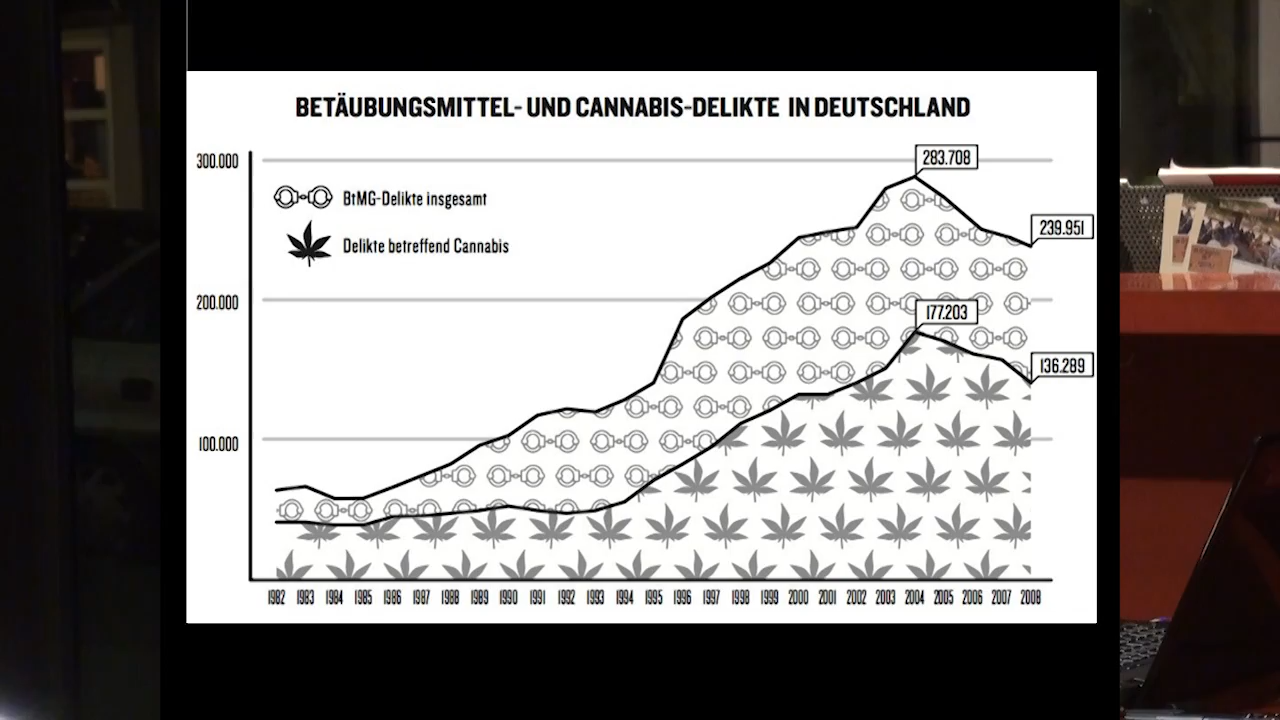 BETÄUBUNGSMITTEL- UND CANNABIS-DELIKTE IN DEUTSCHLAND
300.000
283.708
BtMG-Delikte insgesamt
239.951
Delikte betreffend Cannabis
200.000
177.203
136.289
100.000
1982 1983 1984 1985 1986 1987 1988 1989 1990 1991 1992 1993 1994 1995 1996 1997 1998 1999 2000 2001 2002 2003 2004 2005 2006 2007 2008